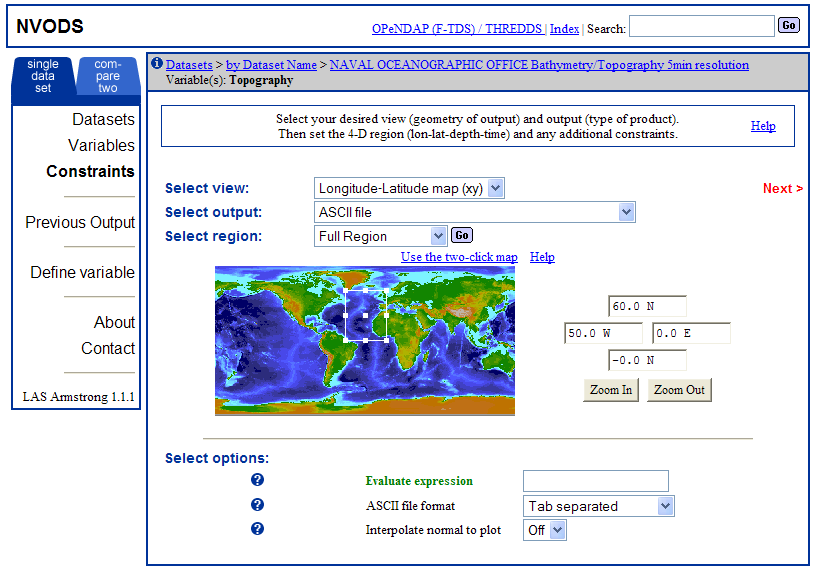 NVODS
OPeNDAP (F-TDS) / THREDDS | Index | Search: Go
single data set
com-pare two
Datasets > by Dataset Name > NAVAL OCEANOGRAPHIC OFFICE Bathymetry/Topography 5min resolution
Variable(s): Topography
Datasets
Variables
Constraints
Previous Output
Define variable
About
Contact
LAS Armstrong 1.1.1
Select your desired view (geometry of output) and output (type of product).
Then set the 4-D region (lon-lat-depth-time) and any additional constraints.
Help
Select view: Longitude-Latitude map (xy)
Next >
Select output: ASCII file
Select region: Full Region Go
Use the two-click map Help
60.0 N
50.0 W 0.0 E
-0.0 N
Zoom In Zoom Out
Select options:
? Evaluate expression
? ASCII file format Tab separated
? Interpolate normal to plot Off